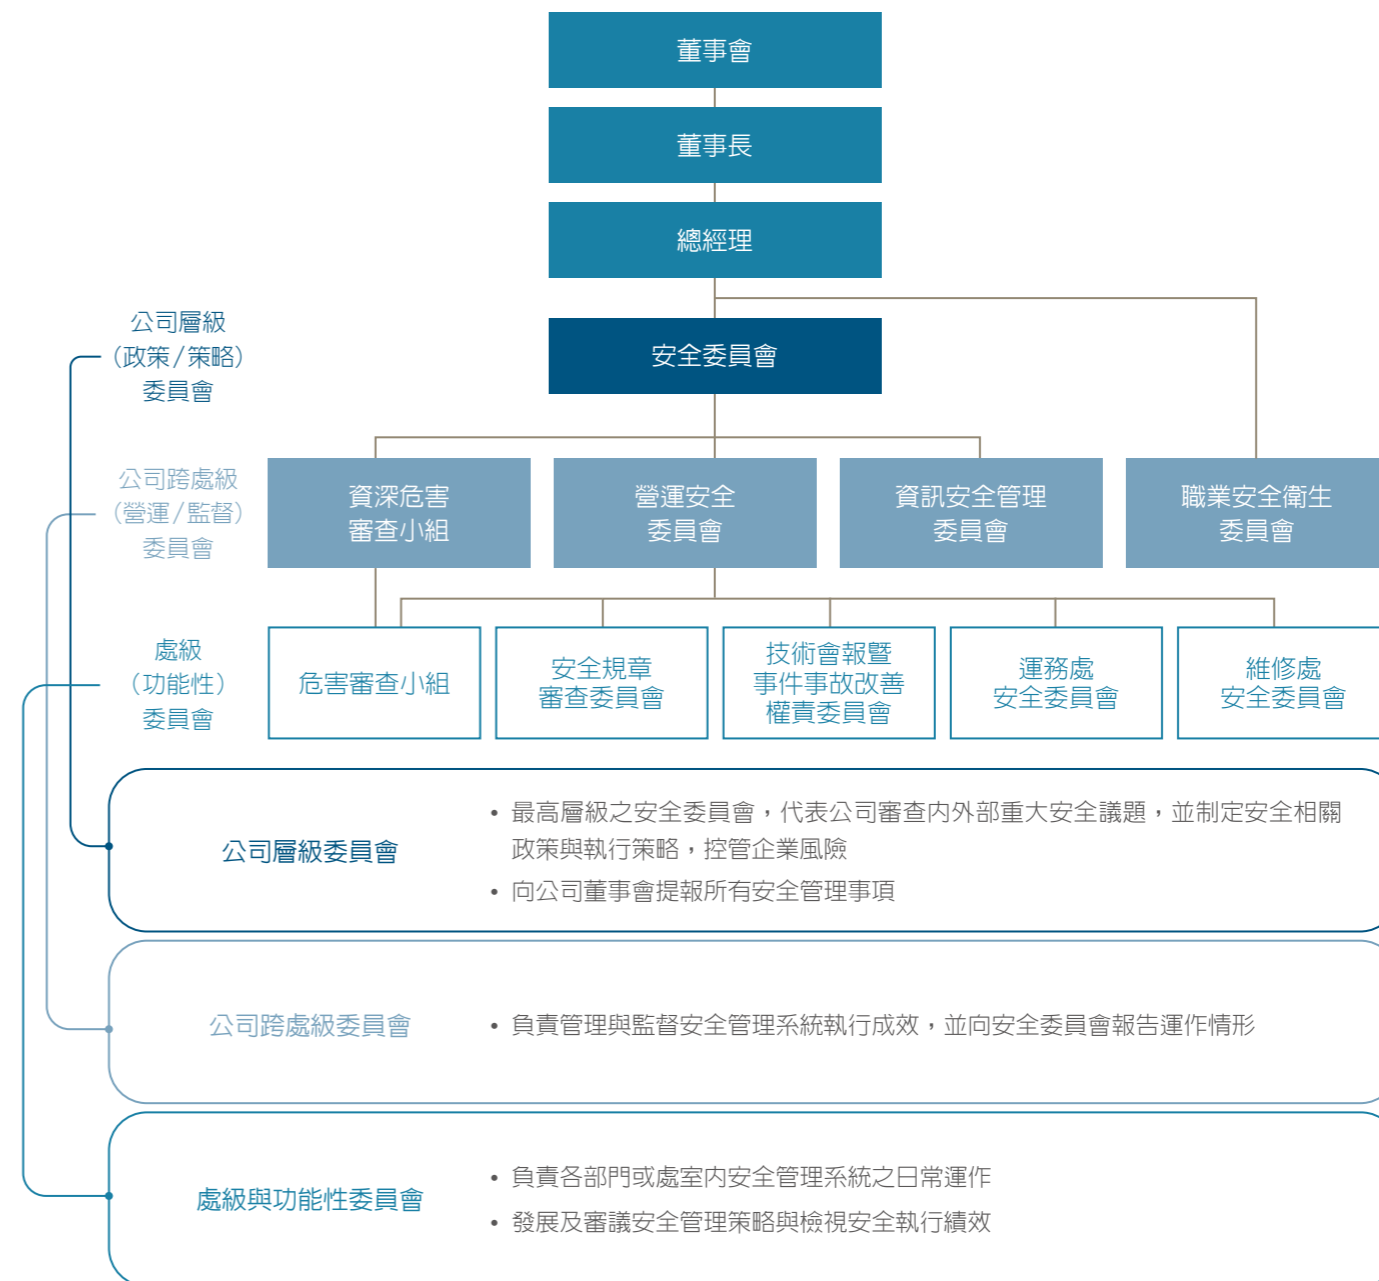 董事會
董事長
總經理
安全委員會
公司層級
（政策/策略）
委員會
公司跨處級
（營運/監督）
委員會
資深危害
審查小組
營運安全
委員會
資訊安全管理
委員會
職業安全衛生
委員會
處級
（功能性）
委員會
危害審查小組
安全規章
審查委員會
技術會報暨
事件事故改善
權責委員會
運務處
安全委員會
維修處
安全委員會
公司層級委員會
• 最高層級之安全委員會，代表公司審查內外部重大安全議題，並制定安全相關
政策與執行策略，控管企業風險
• 向公司董事會提報所有安全管理事項
公司跨處級委員會
• 負責管理與監督安全管理系統執行成效，並向安全委員會報告運作情形
處級與功能性委員會
• 負責各部門或處室內安全管理系統之日常運作
• 發展及審議安全管理策略與檢視安全執行績效